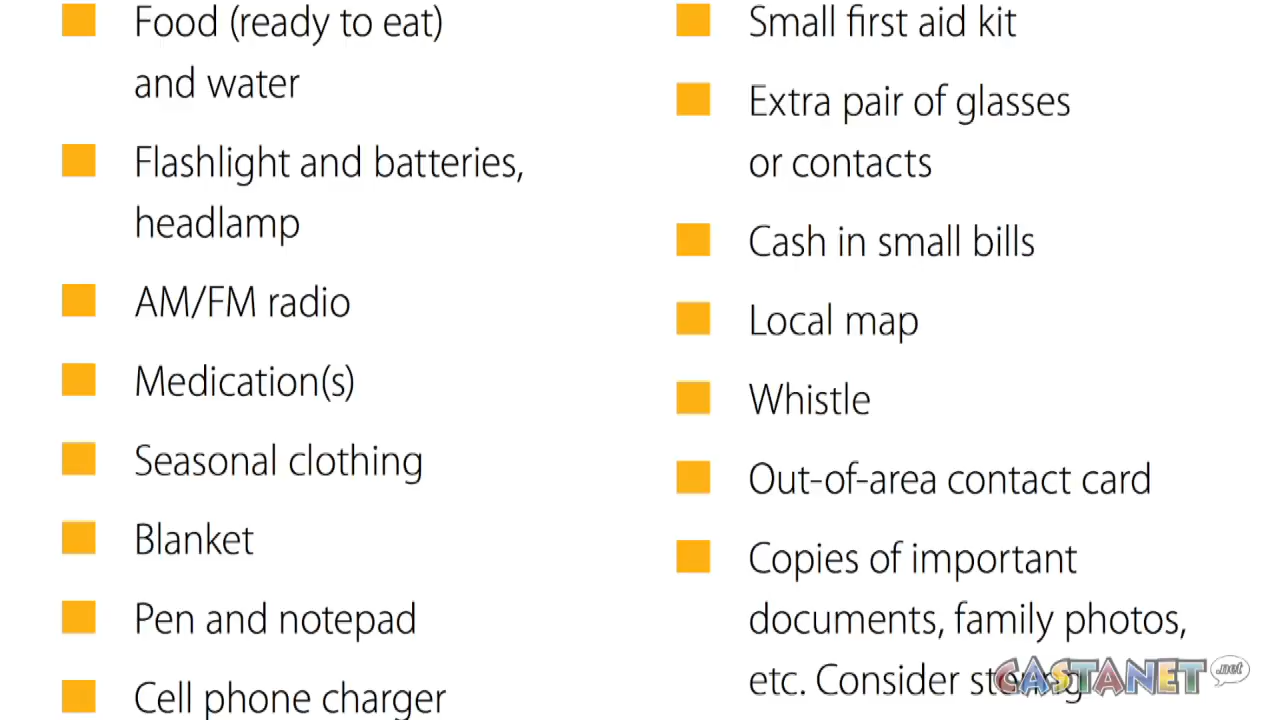 Food (ready to eat)
and water
Flashlight and batteries,
headlamp
AM/FM radio
Medication(s)
Seasonal clothing
Blanket
Pen and notepad
Cell phone charger
Small first aid kit
Extra pair of glasses
or contacts
Cash in small bills
Local map
Whistle
Out-of-area contact card
Copies of important
documents, family photos,
etc. Consider storing
CASTANET.net